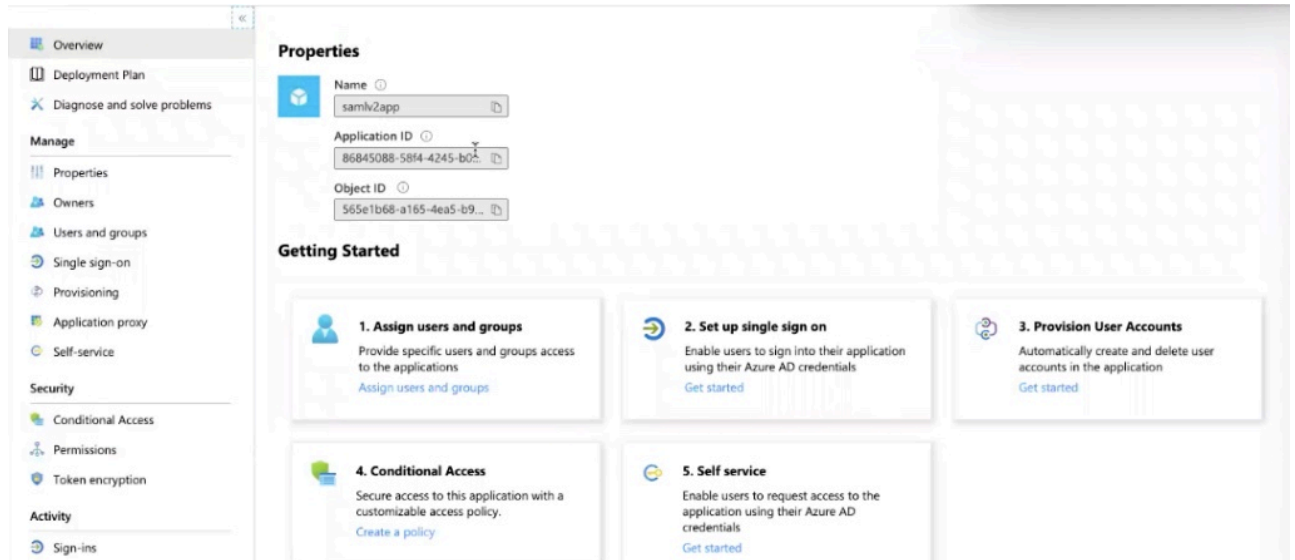 «
Overview
Deployment Plan
Diagnose and solve problems
Manage
Properties
Owners
Users and groups
Single sign-on
Provisioning
Application proxy
Self-service
Security
Conditional Access
Permissions
Token encryption
Activity
Sign-ins
Properties
Name
samlv2app
Application ID
86845088-58f4-4245-b0...
Object ID
565e1b68-a165-4ea5-b9...
Getting Started
1. Assign users and groups
Provide specific users and groups access
to the applications
Assign users and groups
2. Set up single sign on
Enable users to sign into their application
using their Azure AD credentials
Get started
3. Provision User Accounts
Automatically create and delete user
accounts in the application
Get started
4. Conditional Access
Secure access to this application with a
customizable access policy.
Create a policy
5. Self service
Enable users to request access to the
application using their Azure AD
credentials
Get started